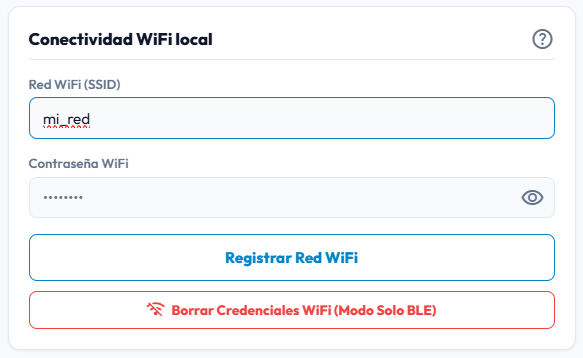 Conectividad WiFi local
Red WiFi (SSID)
mi_red
Contraseña WiFi
••••••••
Registrar Red WiFi
Borrar Credenciales WiFi (Modo Solo BLE)